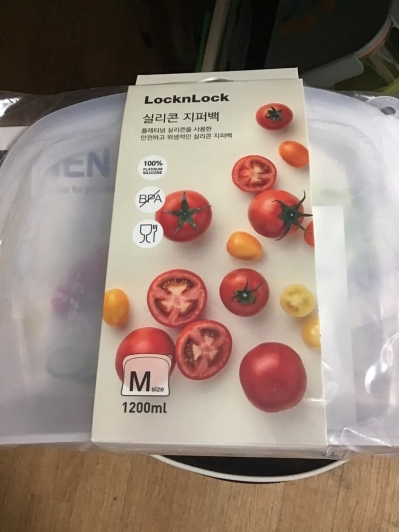 LocknLock
실리콘 지퍼백
플래티넘 실리콘을 사용한
안전하고 위생적인 실리콘 지퍼백
100%
PLATINUM
SILICONE
BPA
M size
1200ml